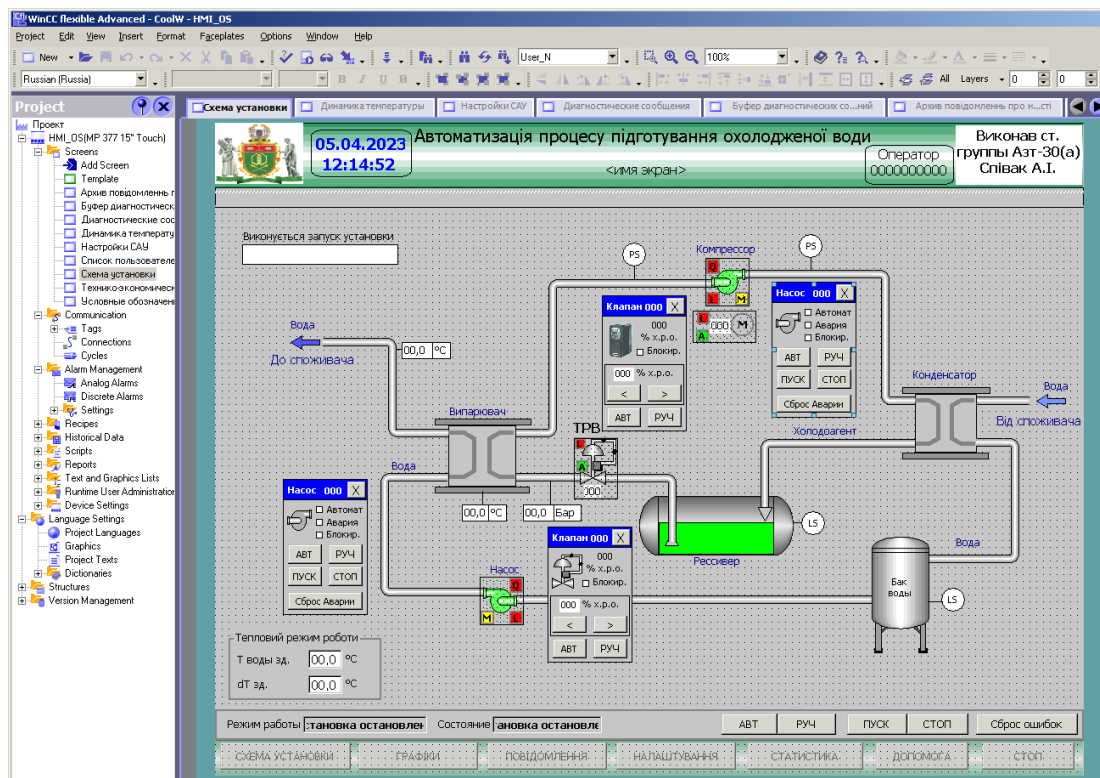 WinCC flexible Advanced - CoolW - HMI_OS
Project Edit View Insert Format Faceplates Options Window Help
New User_N 100%
Russian (Russia) B I U B All Layers 0 0
Project
Схема установки Динамика температуры Настройки САУ Диагностические сообщения Буфер диагностических со...ний Архив повідомленнь про н...сті
Проект
HMI_OS(MP 377 15'' Touch)
Screens
Add Screen
Template
Архив повідомленнь г
Буфер диагностическ
Диагностические соо
Динамика температу
Настройки САУ
Список пользователе
Схема установки
Технико-экономическ
Условные обозначен
Communication
Tags
Connections
Cycles
Alarm Management
Analog Alarms
Discrete Alarms
Settings
Recipes
Historical Data
Scripts
Reports
Text and Graphics Lists
Runtime User Administration
Device Settings
Language Settings
Project Languages
Graphics
Project Texts
Dictionaries
Structures
Version Management
05.04.2023
12:14:52
Автоматизація процесу підготування охолодженої води
<имя экран>
Оператор
0000000000
Виконав ст.
группы Азт-30(а)
Співак А.І.
Виконується запуск установки
PS
Компрессор
PS
Q
L M
L 000 M
A
Клапан 000 X
000
% х.р.о.
Блокир.
000 % х.р.о.
< >
АВТ РУЧ
Насос 000 X
Автомат
Авария
Блокир.
АВТ РУЧ
ПУСК СТОП
Сброс Аварии
Вода
До споживача
00,0 °C
Конденсатор
Вода
Від споживача
Випарювач
ТРВ
L
A
000
Холодоагент
Вода
00,0 °C
00,0 Бар
Насос 000 X
Автомат
Авария
Блокир.
АВТ РУЧ
ПУСК СТОП
Сброс Аварии
LS
Рессивер
Клапан 000 X
000
% х.р.о.
Блокир.
000 % х.р.о.
< >
АВТ РУЧ
Насос
Q
M L
Вода
Бак
воды
LS
Тепловий режим роботи
Т воды зд. 00,0 °C
dT зд. 00,0 °C
Режим работы становка остановлен Состояние ановка остановле АВТ РУЧ ПУСК СТОП Сброс ошибок
СХЕМА УСТАНОВКИ ГРАФІКИ ПОВІДОМЛЕННЯ НАЛАШТУВАННЯ СТАТИСТИКА ДОПОМОГА СТОП